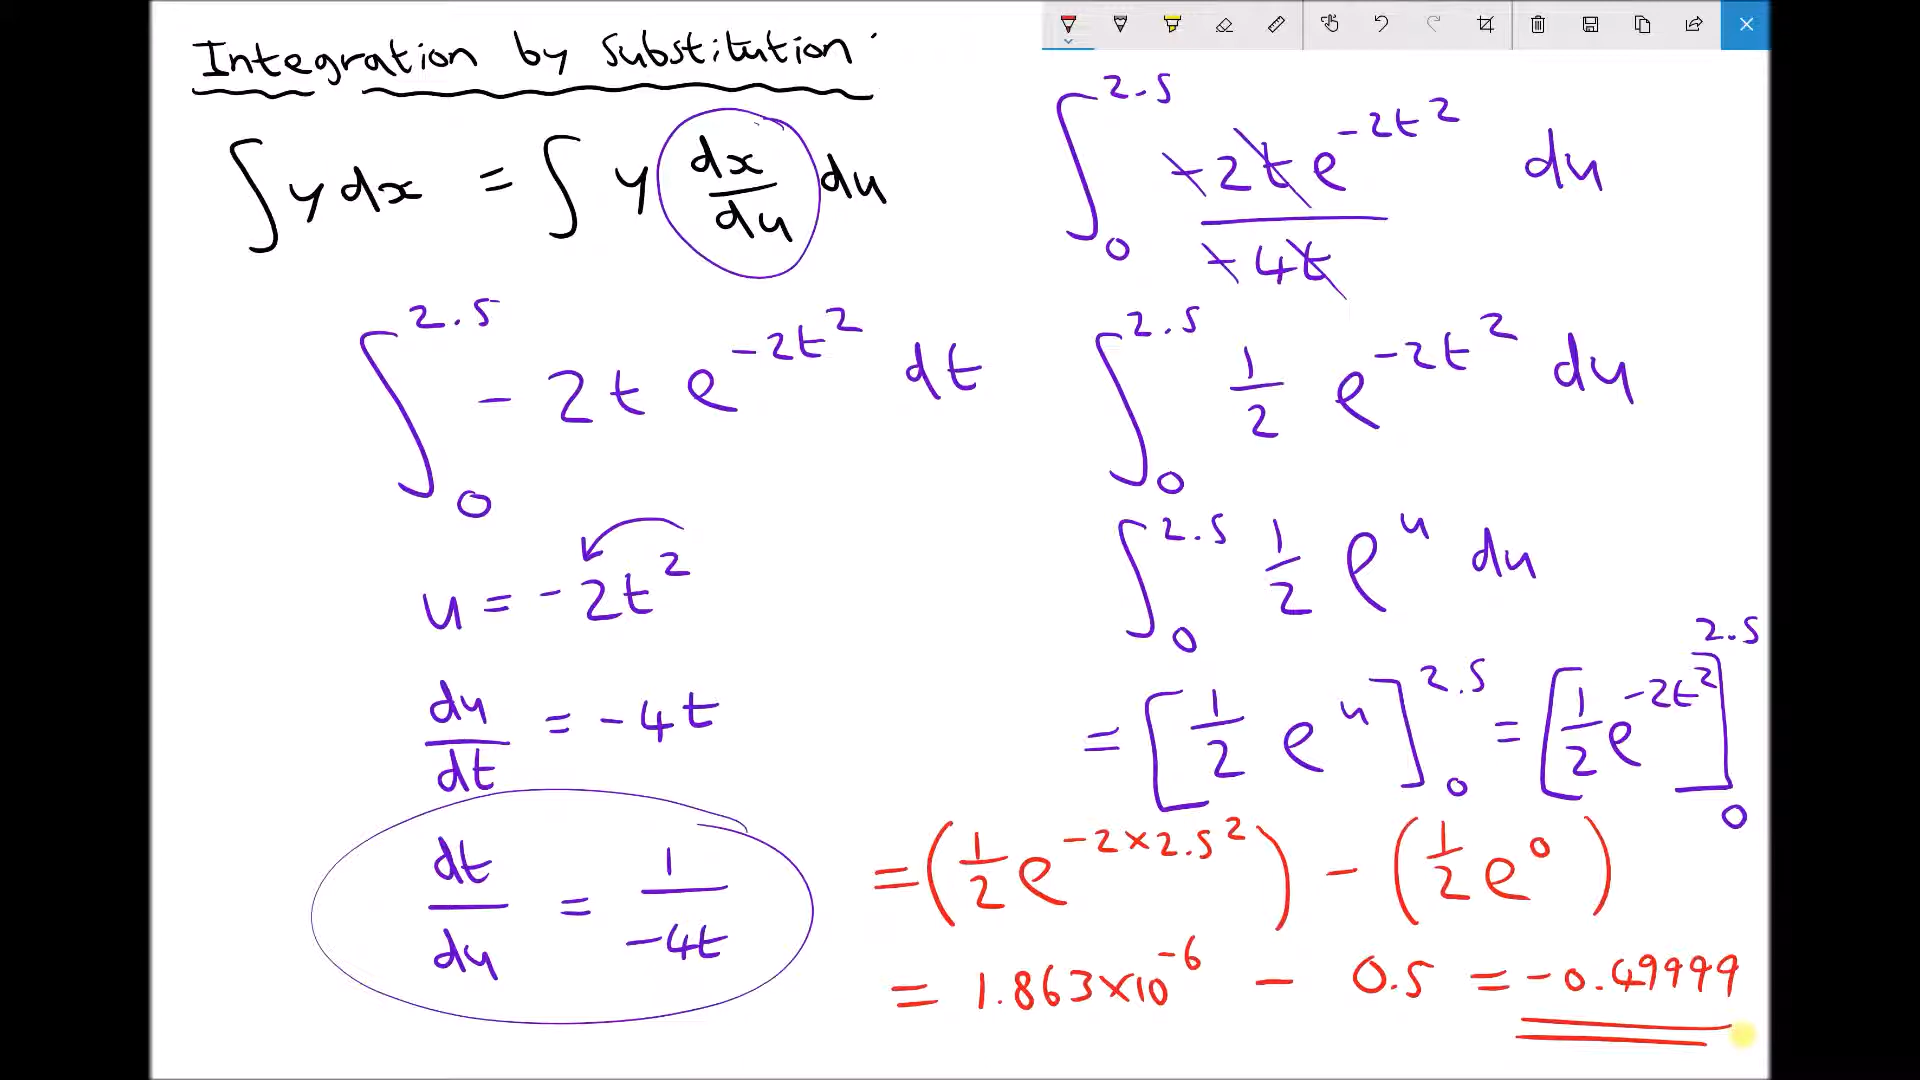 Integration by substitution:
∫ y dx = ∫ y dx/du du
∫₀^2.5 -2t e^(-2t²) dt
u = -2t²
du/dt = -4t
dt/du = 1/-4t
∫₀^2.5 -2t e^(-2t²) / -4t du
∫₀^2.5 1/2 e^(-2t²) du
∫₀^2.5 1/2 e^u du
= [1/2 e^u]₀^2.5 = [1/2 e^(-2t²)]₀^2.5
= (1/2 e^(-2×2.5²)) - (1/2 e^0)
= 1.863×10^-6 - 0.5 = -0.49999